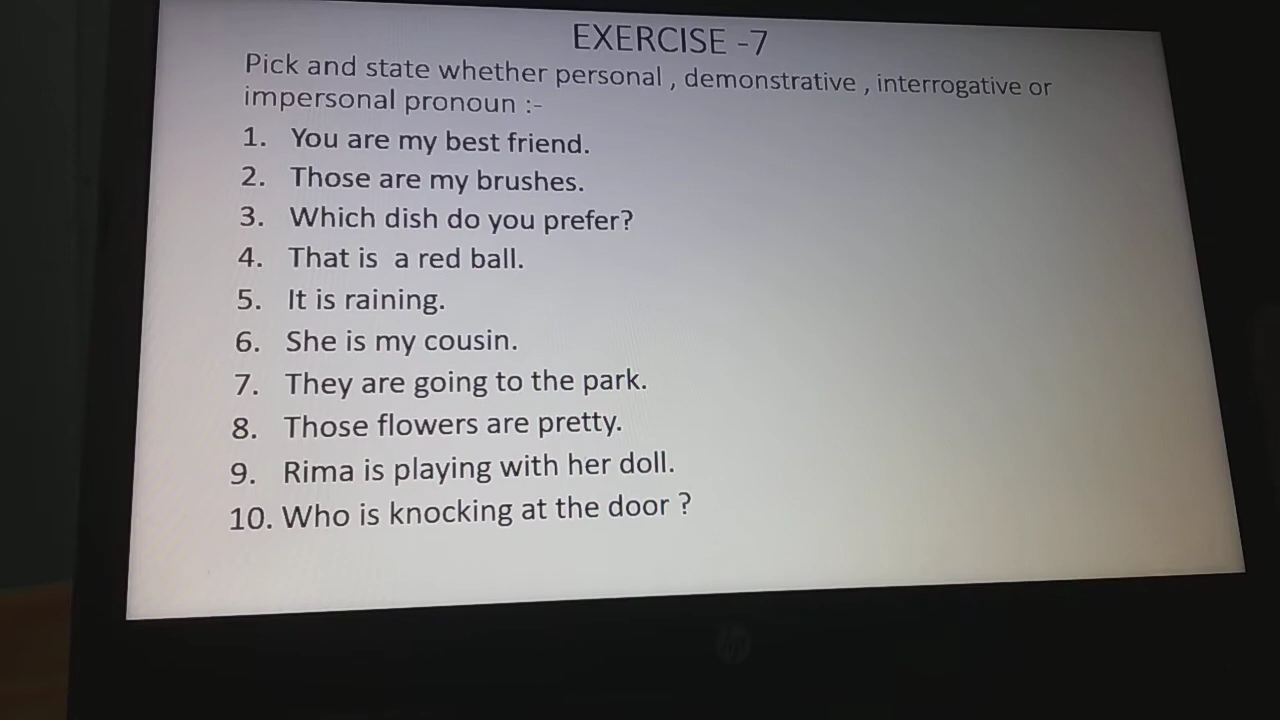 EXERCISE -7
Pick and state whether personal , demonstrative , interrogative or
impersonal pronoun :-
1. You are my best friend.
2. Those are my brushes.
3. Which dish do you prefer?
4. That is a red ball.
5. It is raining.
6. She is my cousin.
7. They are going to the park.
8. Those flowers are pretty.
9. Rima is playing with her doll.
10. Who is knocking at the door ?
hp